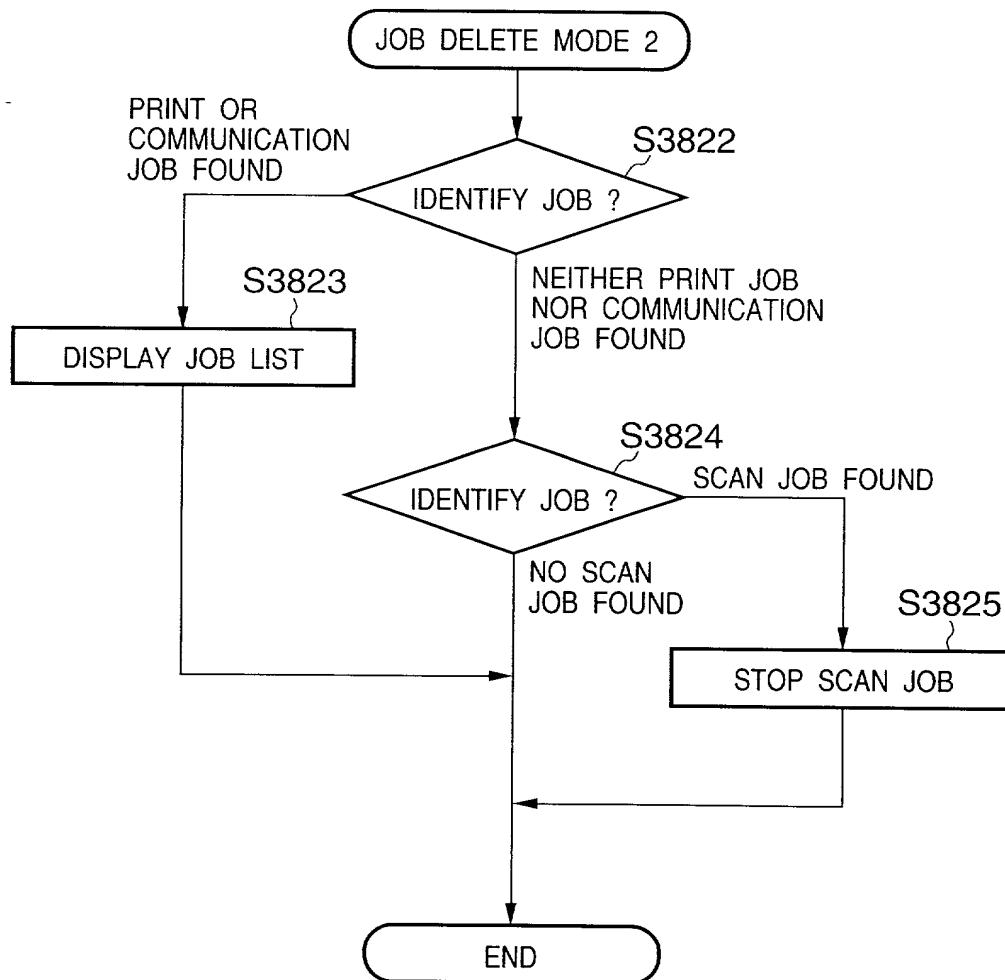 JOB DELETE MODE 2
PRINT OR
COMMUNICATION
JOB FOUND
S3822
IDENTIFY JOB ?
S3823
NEITHER PRINT JOB
NOR COMMUNICATION
JOB FOUND
DISPLAY JOB LIST
S3824
IDENTIFY JOB ?
SCAN JOB FOUND
NO SCAN
JOB FOUND
S3825
STOP SCAN JOB
END